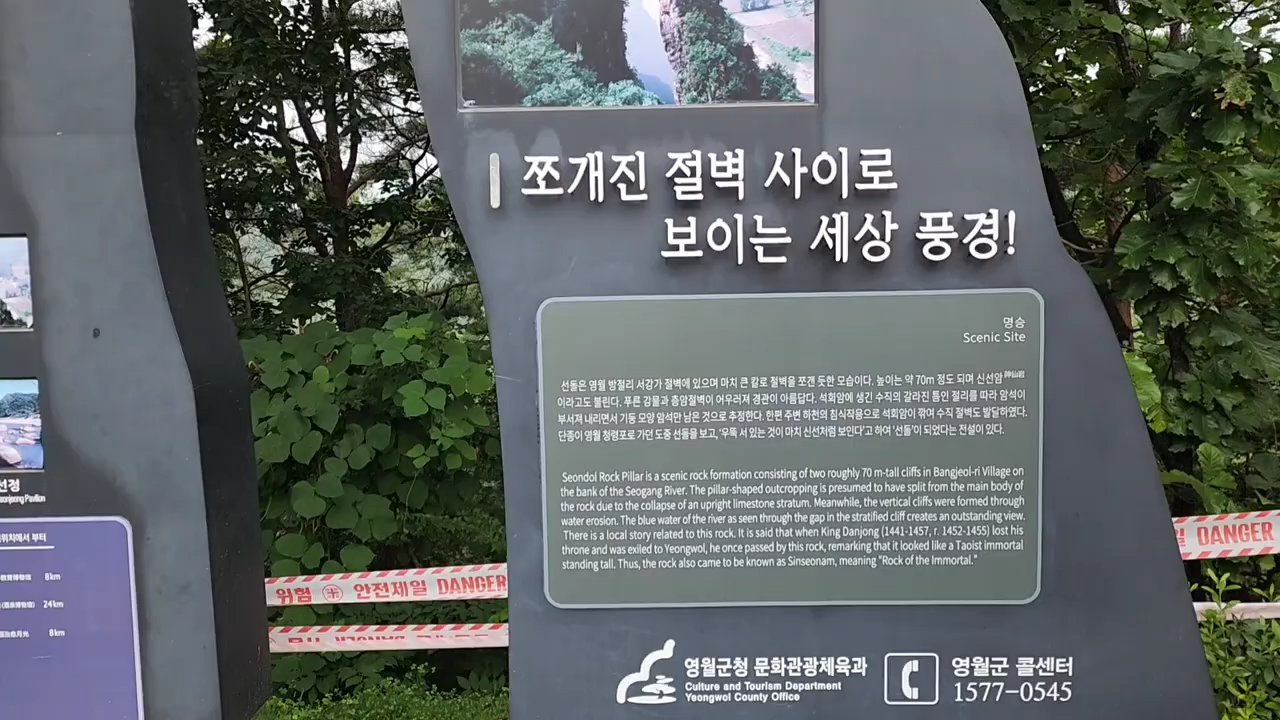 쪼개진 절벽 사이로
보이는 세상 풍경!
명승
Scenic Site
선돌은 영월 방절리 서강가 절벽에 있으며 마치 큰 칼로 절벽을 쪼갠 듯한 모습이다. 높이는 약 70m 정도 되며 신선암神仙岩
이라고도 불린다. 푸른 강물과 층암절벽이 어우러져 경관이 아름답다. 석회암에 생긴 수직의 갈라진 틈인 절리를 따라 암석이
부서져 내리면서 기둥 모양 암석만 남은 것으로 추정한다. 한편 주변 하천의 침식작용으로 석회암이 깎여 수직 절벽도 발달하였다.
단종이 영월 청령포로 가던 도중 선돌을 보고, '우뚝 서 있는 것이 마치 신선처럼 보인다'고 하여 '선돌'이 되었다는 전설이 있다.
Seondol Rock Pillar is a scenic rock formation consisting of two roughly 70 m-tall cliffs in Bangjeol-ri Village on
the bank of the Seogang River. The pillar-shaped outcropping is presumed to have split from the main body of
the rock due to the collapse of an upright limestone stratum. Meanwhile, the vertical cliffs were formed through
water erosion. The blue water of the river as seen through the gap in the stratified cliff creates an outstanding view.
There is a local story related to this rock. It is said that when King Danjong (1441-1457, r. 1452-1455) lost his
throne and was exiled to Yeongwol, he once passed by this rock, remarking that it looked like a Taoist immortal
standing tall. Thus, the rock also came to be known as Sinseonam, meaning "Rock of the Immortal."
영월군청 문화관광체육과
Culture and Tourism Department
Yeongwol County Office
영월군 콜센터
1577-0545
선정
Pavilion
위치에서 부터
8km
24km
8km
위험 안전제일 DANGER
DANGER